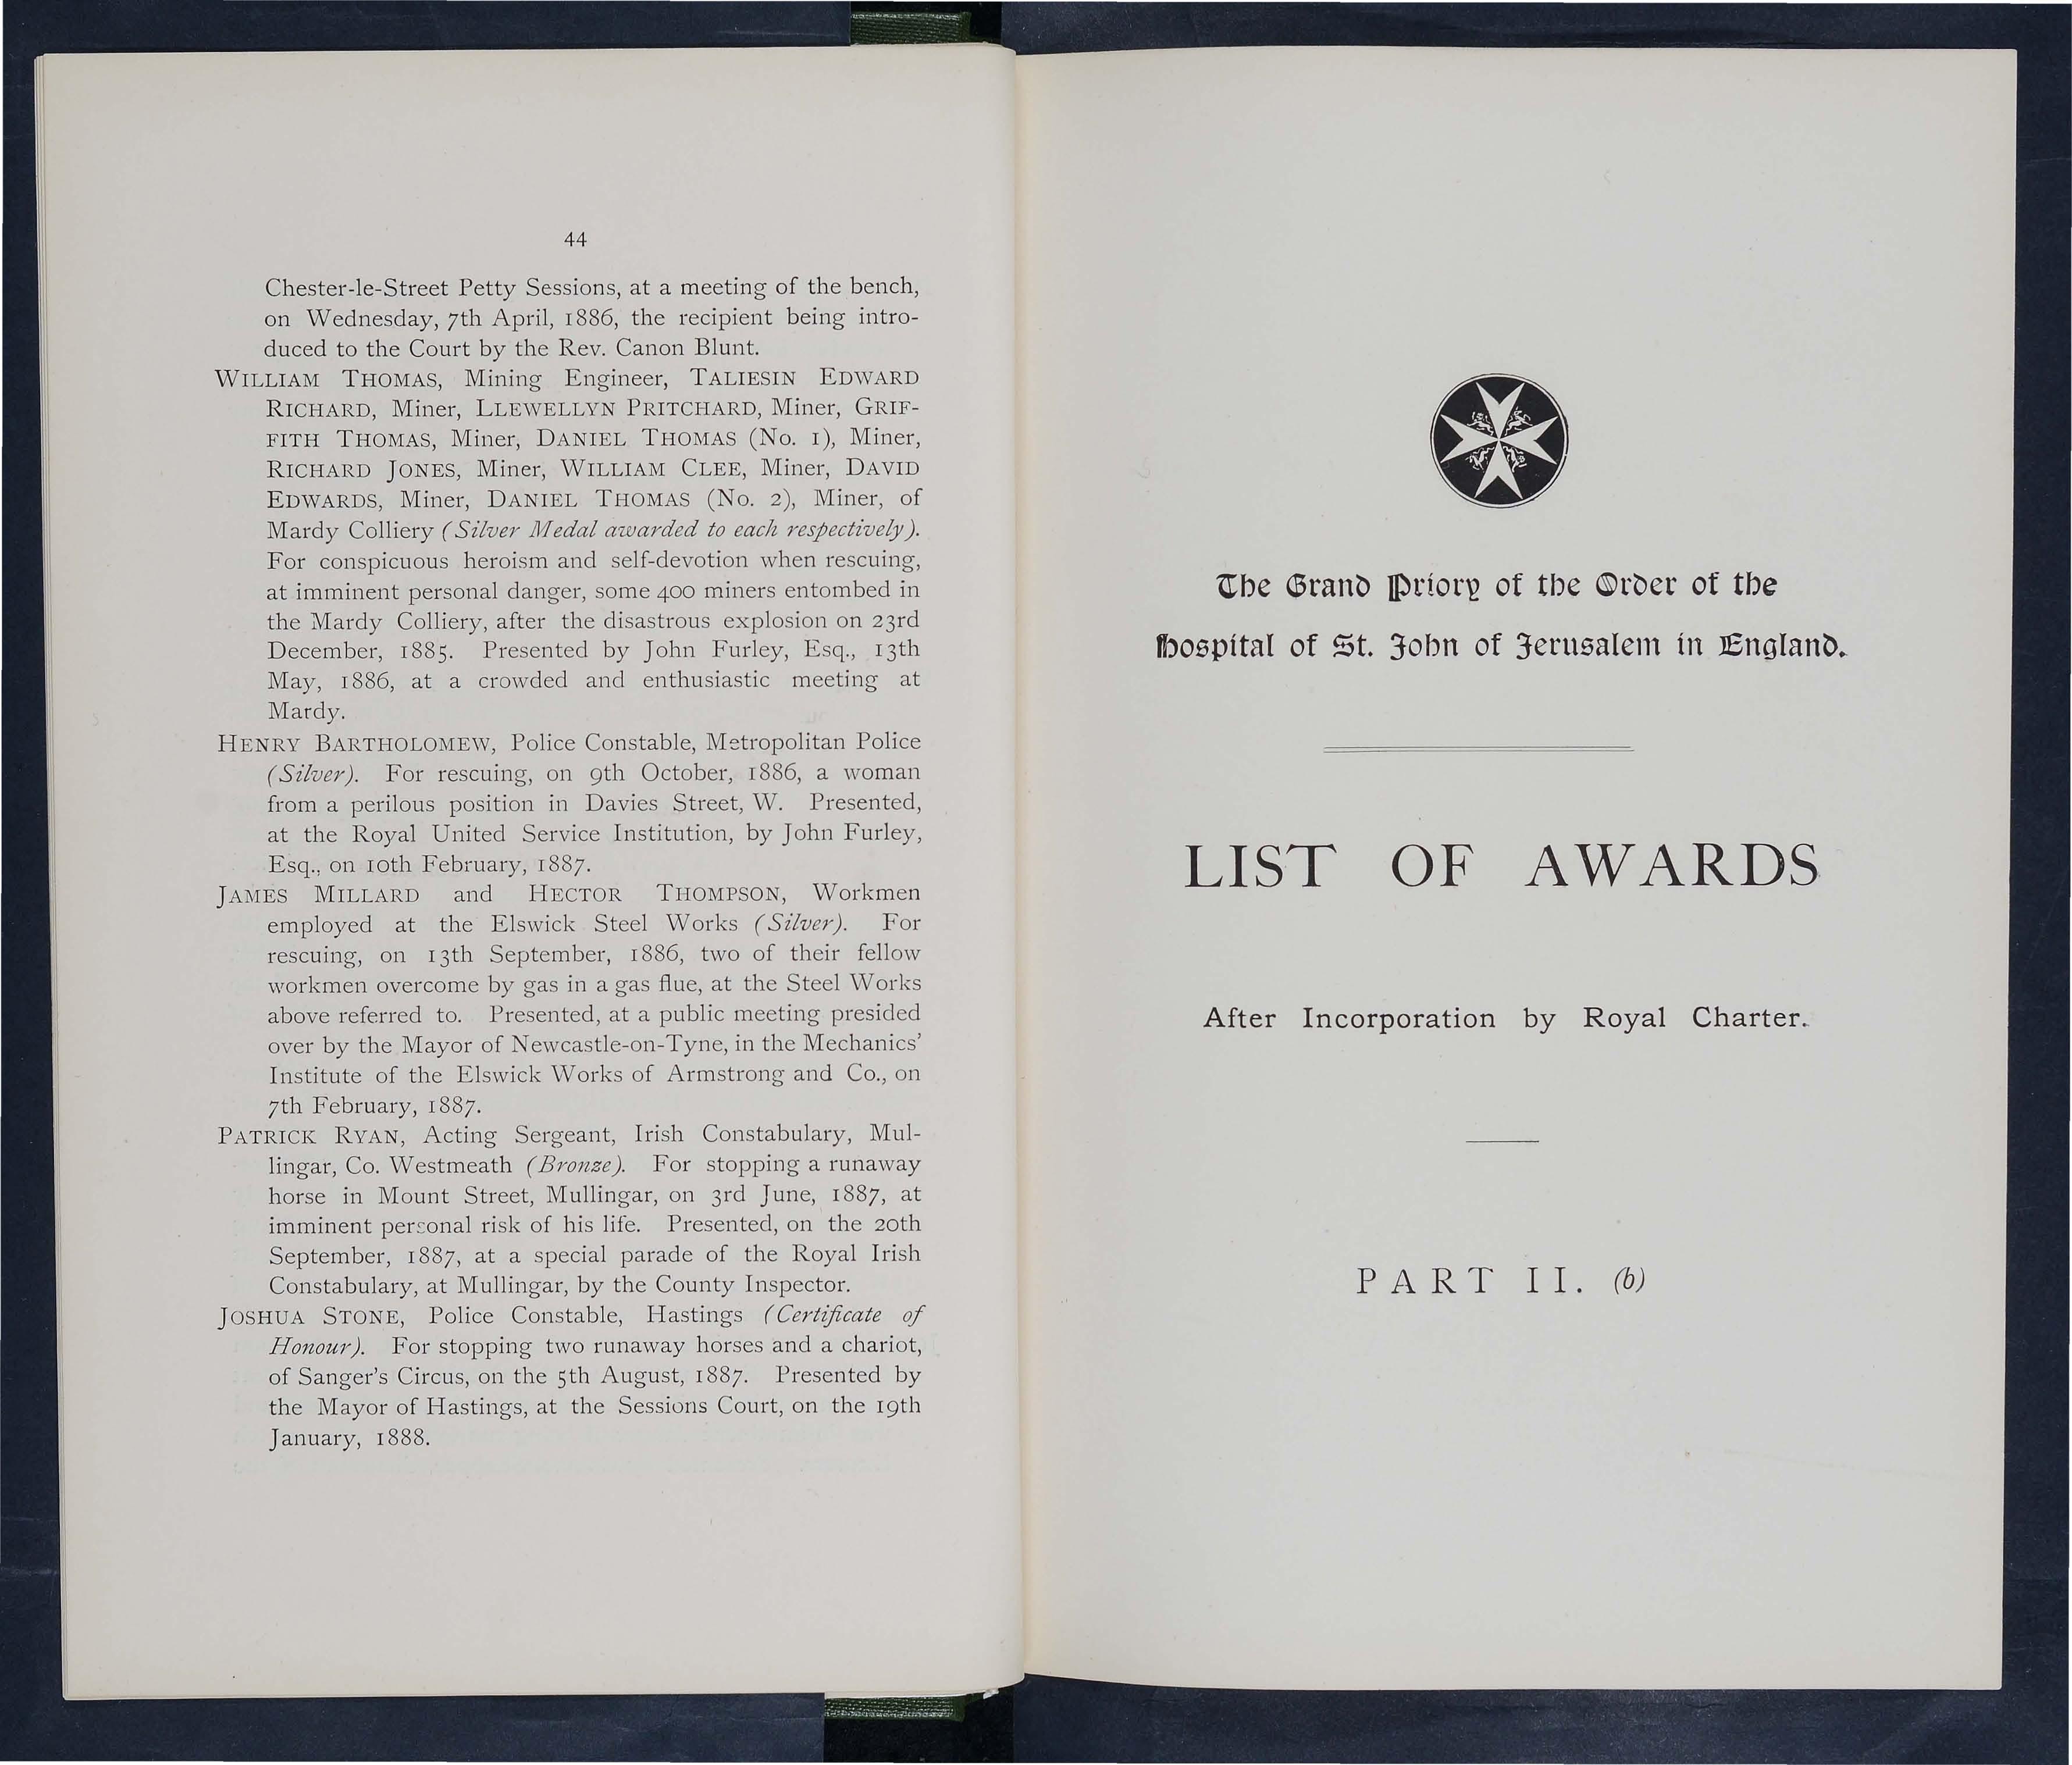 44
Chester-le-Street Petty Sessions, at a meeting of the bench,
on Wednesday, 7th April, 1886, the recipient being intro-
duced to the Court by the Rev. Canon Blunt.
WILLIAM THOMAS, Mining Engineer, TALIESIN EDWARD
RICHARD, Miner, LLEWELLYN PRITCHARD, Miner, GRIF-
FITH THOMAS, Miner, DANIEL THOMAS (No. 1), Miner,
RICHARD JONES, Miner, WILLIAM CLEE, Miner, DAVID
EDWARDS, Miner, DANIEL THOMAS (No. 2), Miner, of
Mardy Colliery (Silver Medal awarded to each respectively).
For conspicuous heroism and self-devotion when rescuing,
at imminent personal danger, some 400 miners entombed in
the Mardy Colliery, after the disastrous explosion on 23rd
December, 1885. Presented by John Furley, Esq., 13th
May, 1886, at a crowded and enthusiastic meeting at
Mardy.
HENRY BARTHOLOMEW, Police Constable, Metropolitan Police
(Silver). For rescuing, on 9th October, 1886, a woman
from a perilous position in Davies Street, W. Presented,
at the Royal United Service Institution, by John Furley,
Esq., on 10th February, 1887.
JAMES MILLARD and HECTOR THOMPSON, Workmen
employed at the Elswick Steel Works (Silver). For
rescuing, on 13th September, 1886, two of their fellow
workmen overcome by gas in a gas flue, at the Steel Works
above referred to. Presented, at a public meeting presided
over by the Mayor of Newcastle-on-Tyne, in the Mechanics'
Institute of the Elswick Works of Armstrong and Co., on
7th February, 1887.
PATRICK RYAN, Acting Sergeant, Irish Constabulary, Mul-
lingar, Co. Westmeath (Bronze). For stopping a runaway
horse in Mount Street, Mullingar, on 3rd June, 1887, at
imminent personal risk of his life. Presented, on the 20th
September, 1887, at a special parade of the Royal Irish
Constabulary, at Mullingar, by the County Inspector.
JOSHUA STONE, Police Constable, Hastings (Certificate of
Honour). For stopping two runaway horses and a chariot,
of Sanger's Circus, on the 5th August, 1887. Presented by
the Mayor of Hastings, at the Sessions Court, on the 19th
January, 1888.
The Grand Priory of the Order of the
Hospital of St. John of Jerusalem in England.
LIST OF AWARDS
After Incorporation by Royal Charter.
PART II. (b)